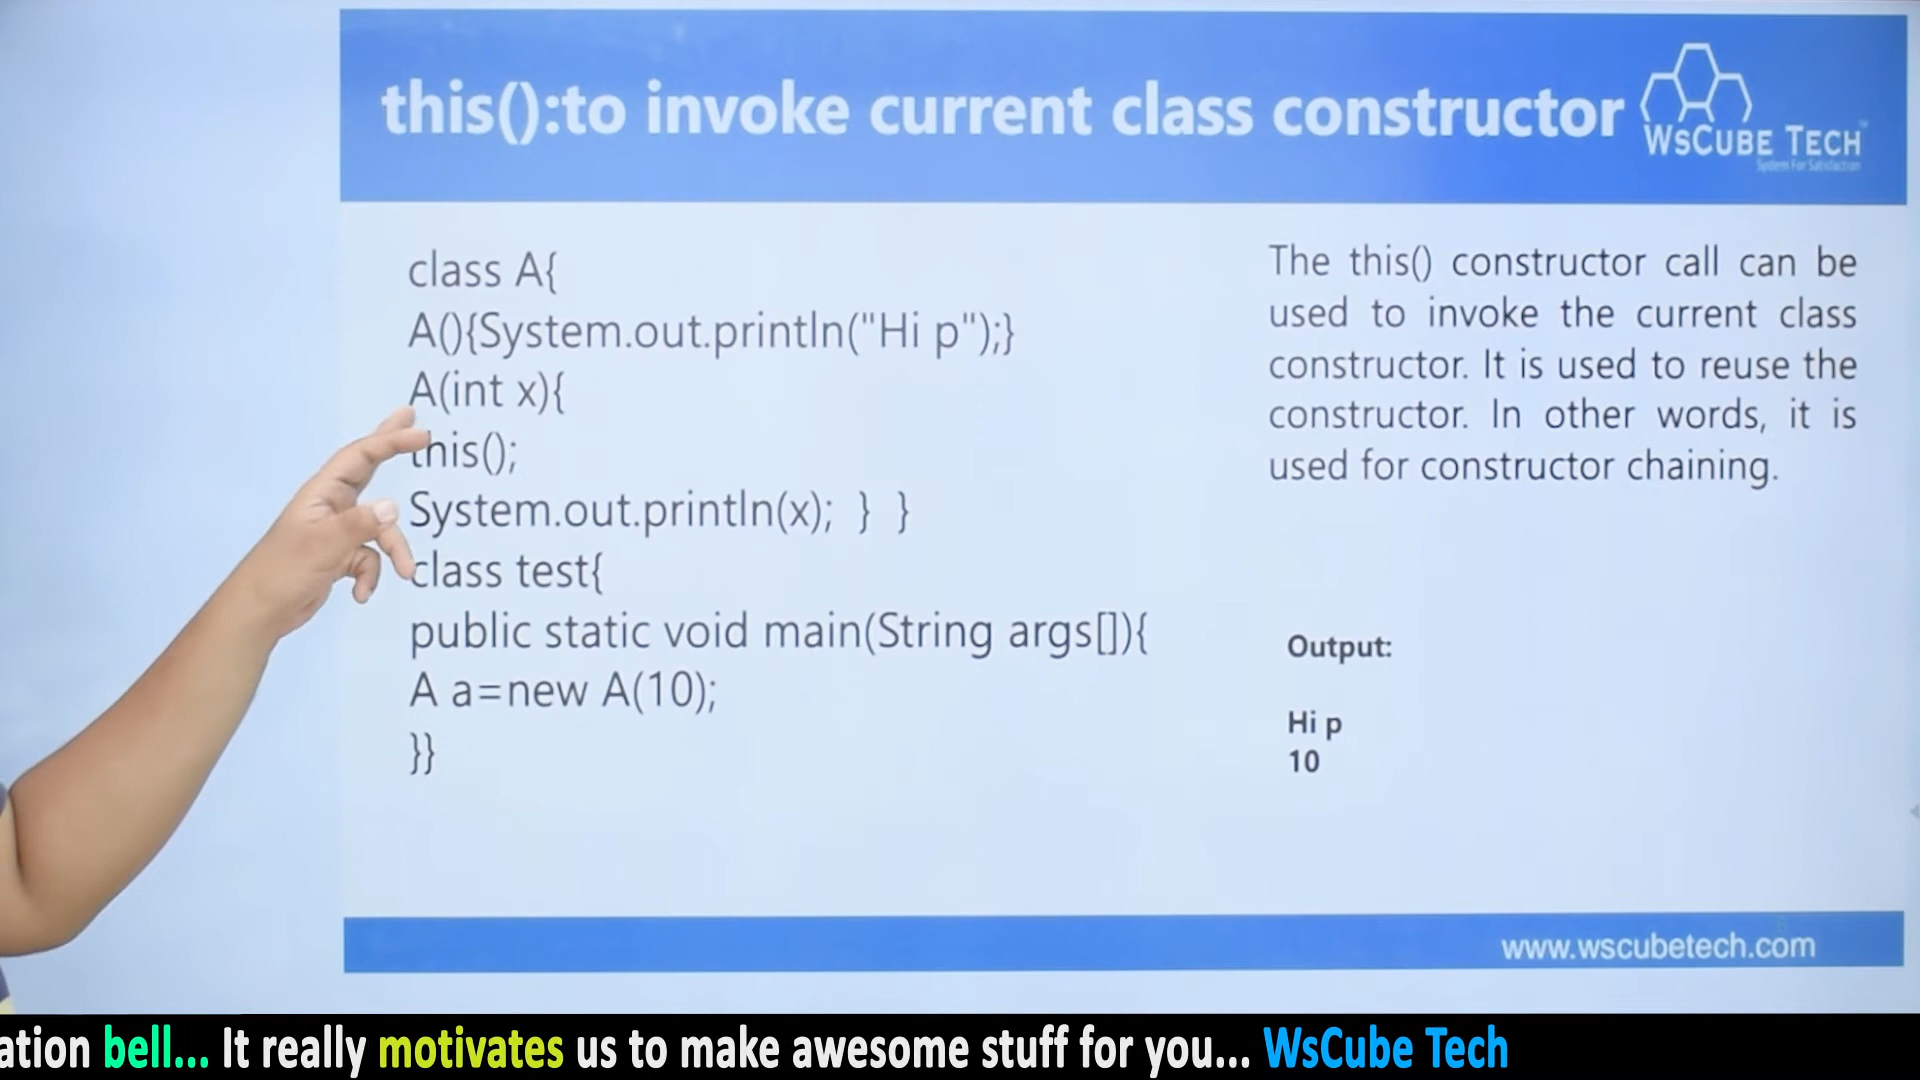 this():to invoke current class constructor
WSCUBE TECH
System For Satisfaction
class A{
A(){System.out.println("Hi p");}
A(int x){
this();
System.out.println(x); } }
class test{
public static void main(String args[]){
A a=new A(10);
}}
The this() constructor call can be
used to invoke the current class
constructor. It is used to reuse the
constructor. In other words, it is
used for constructor chaining.
Output:
Hi p
10
www.wscubetech.com
ation bell... It really motivates us to make awesome stuff for you... WsCube Tech